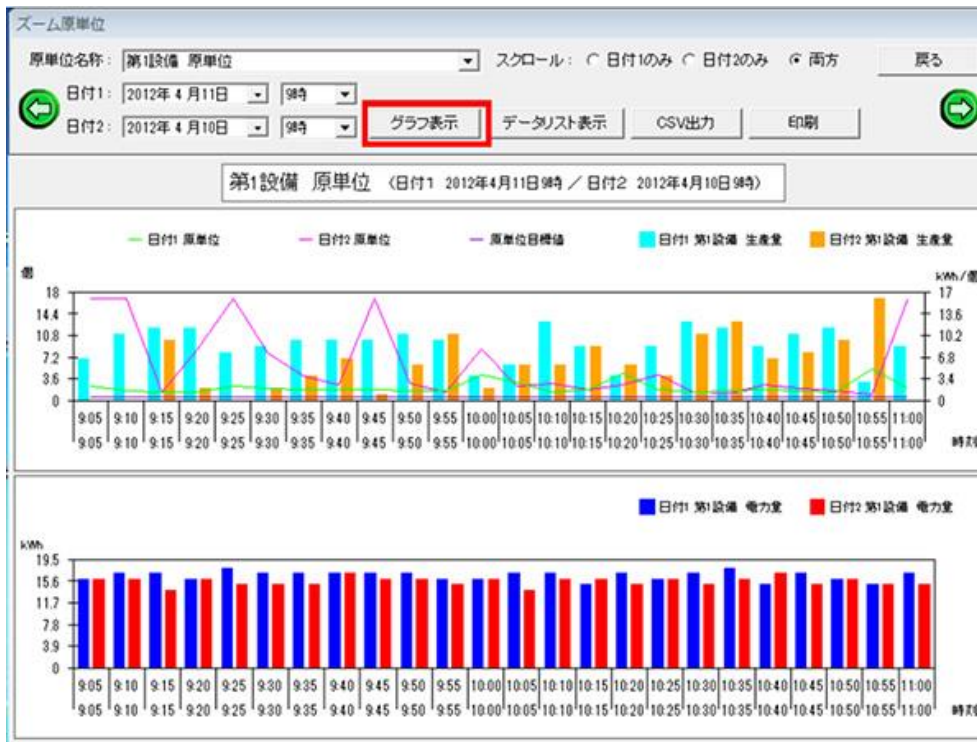 ズーム原単位
原単位名称: 第1設備 原単位 スクロール: 日付1のみ 日付2のみ 両方 戻る
日付1: 2012年 4月11日 9時
日付2: 2012年 4月10日 9時 グラフ表示 データリスト表示 CSV出力 印刷
第1設備 原単位 (日付1 2012年4月11日9時 / 日付2 2012年4月10日9時)
日付1 原単位 日付2 原単位 原単位目標値 日付1 第1設備 生産量 日付2 第1設備 生産量
個 kWh/個
18 17
14.4 13.6
10.8 10.2
7.2 6.8
3.6 3.4
0 0
9:05 9:10 9:15 9:20 9:25 9:30 9:35 9:40 9:45 9:50 9:55 10:00 10:05 10:10 10:15 10:20 10:25 10:30 10:35 10:40 10:45 10:50 10:55 11:00
9:05 9:10 9:15 9:20 9:25 9:30 9:35 9:40 9:45 9:50 9:55 10:00 10:05 10:10 10:15 10:20 10:25 10:30 10:35 10:40 10:45 10:50 10:55 11:00 時刻
日付1 第1設備 電力量 日付2 第1設備 電力量
kWh
19.5
15.6
11.7
7.8
3.9
0
9:05 9:10 9:15 9:20 9:25 9:30 9:35 9:40 9:45 9:50 9:55 10:00 10:05 10:10 10:15 10:20 10:25 10:30 10:35 10:40 10:45 10:50 10:55 11:00
9:05 9:10 9:15 9:20 9:25 9:30 9:35 9:40 9:45 9:50 9:55 10:00 10:05 10:10 10:15 10:20 10:25 10:30 10:35 10:40 10:45 10:50 10:55 11:00 時刻